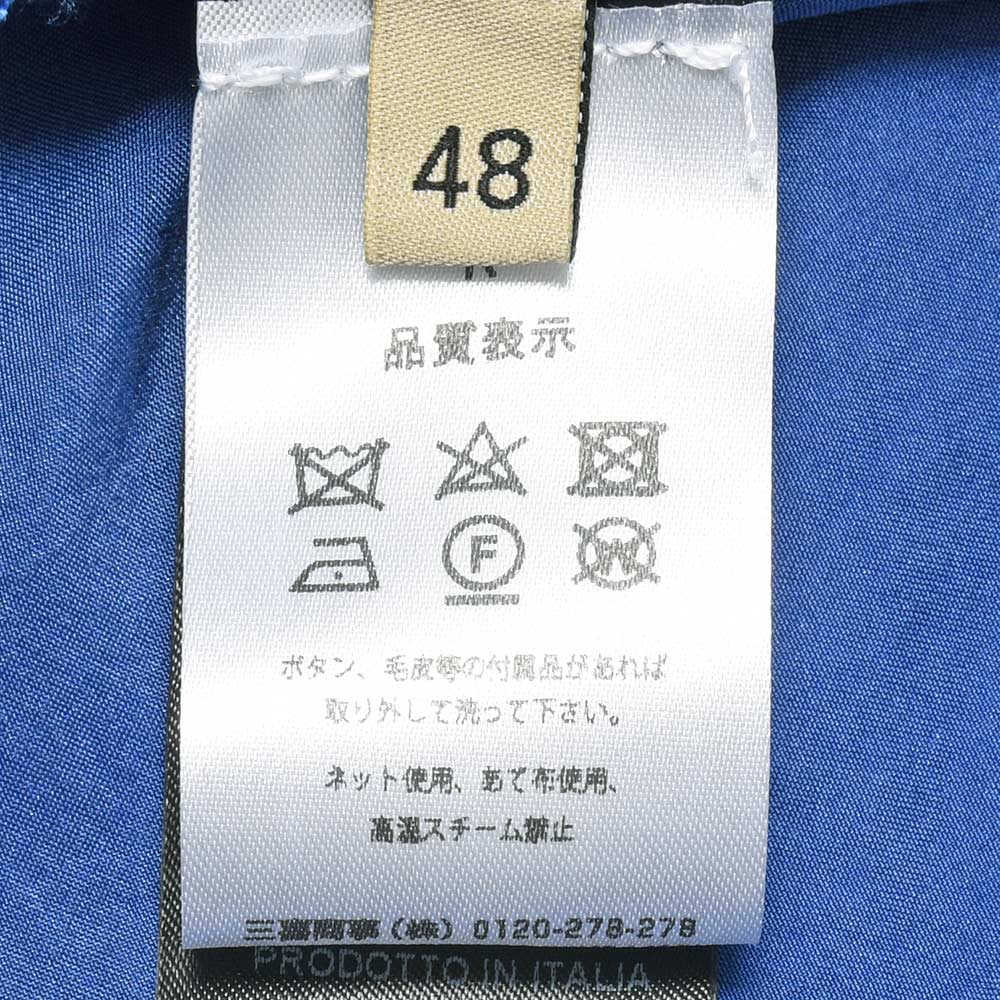 48
品質表示
F
W
ボタン、毛皮等の付属品があれば
取り外して洗って下さい。
ネット使用、あて布使用、
高温スチーム禁止
三喜商事（株）0120-278-278
PRODOTTO IN ITALIA